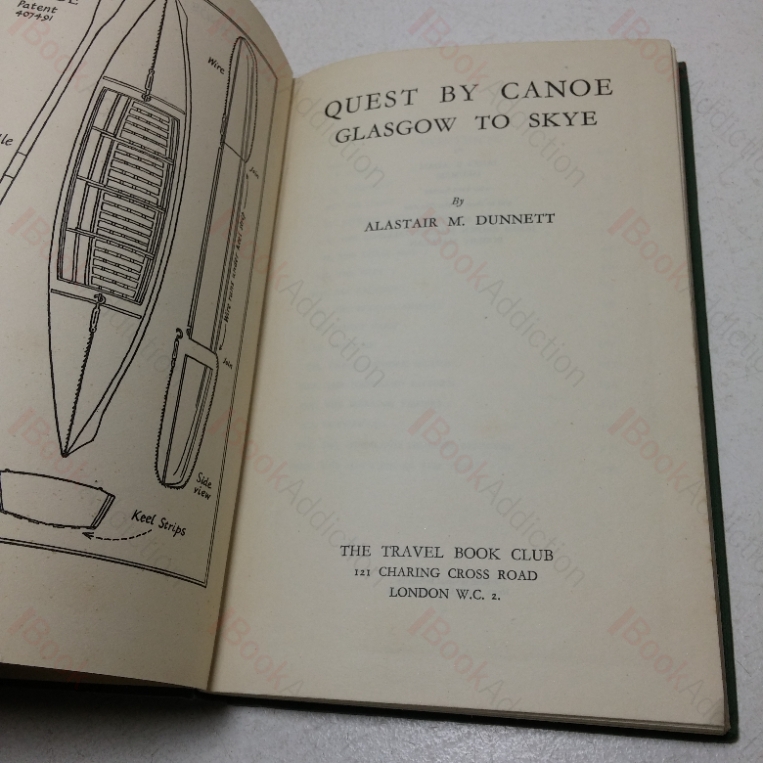 Patent
407491
Wire
Side
view
Keel Strips
QUEST BY CANOE
GLASGOW TO SKYE
By
ALASTAIR M. DUNNETT
THE TRAVEL BOOK CLUB
121 CHARING CROSS ROAD
LONDON W.C. 2.
BookAddiction